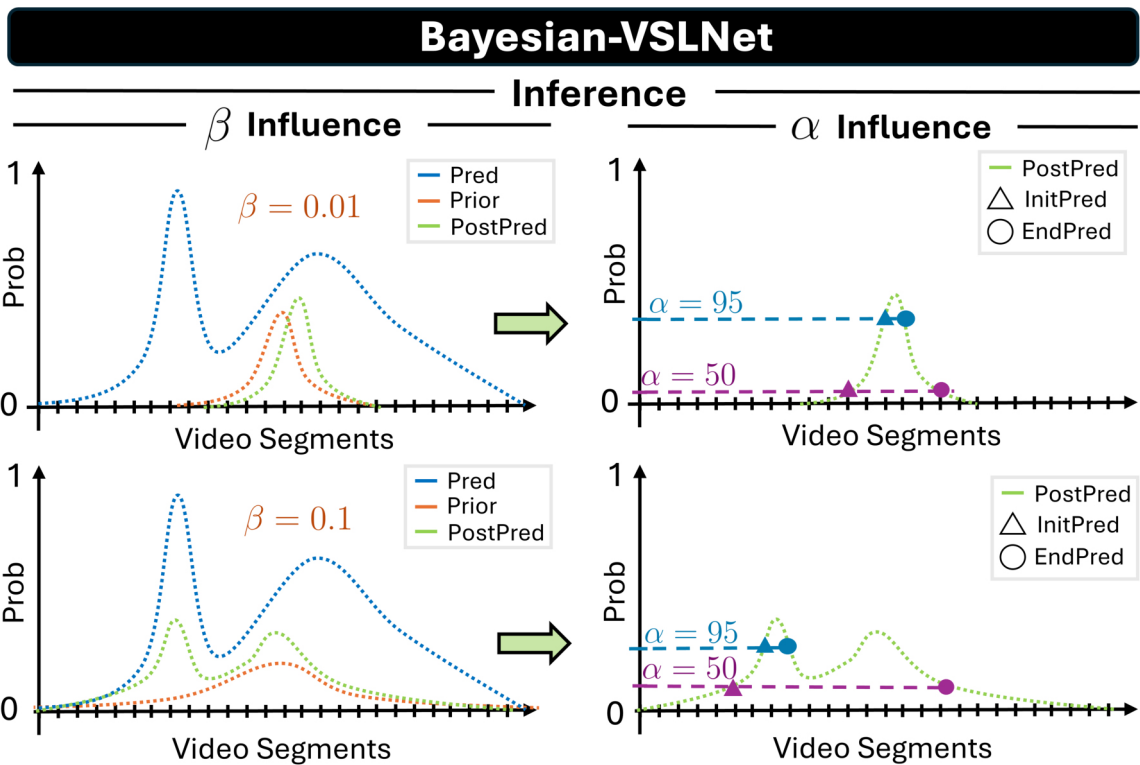 Bayesian-VSLNet
Inference
β Influence
α Influence
1
Prob
0
β = 0.01
Pred
Prior
PostPred
Video Segments
1
Prob
0
α = 95
α = 50
PostPred
InitPred
EndPred
Video Segments
1
Prob
0
β = 0.1
Pred
Prior
PostPred
Video Segments
1
Prob
0
α = 95
α = 50
PostPred
InitPred
EndPred
Video Segments